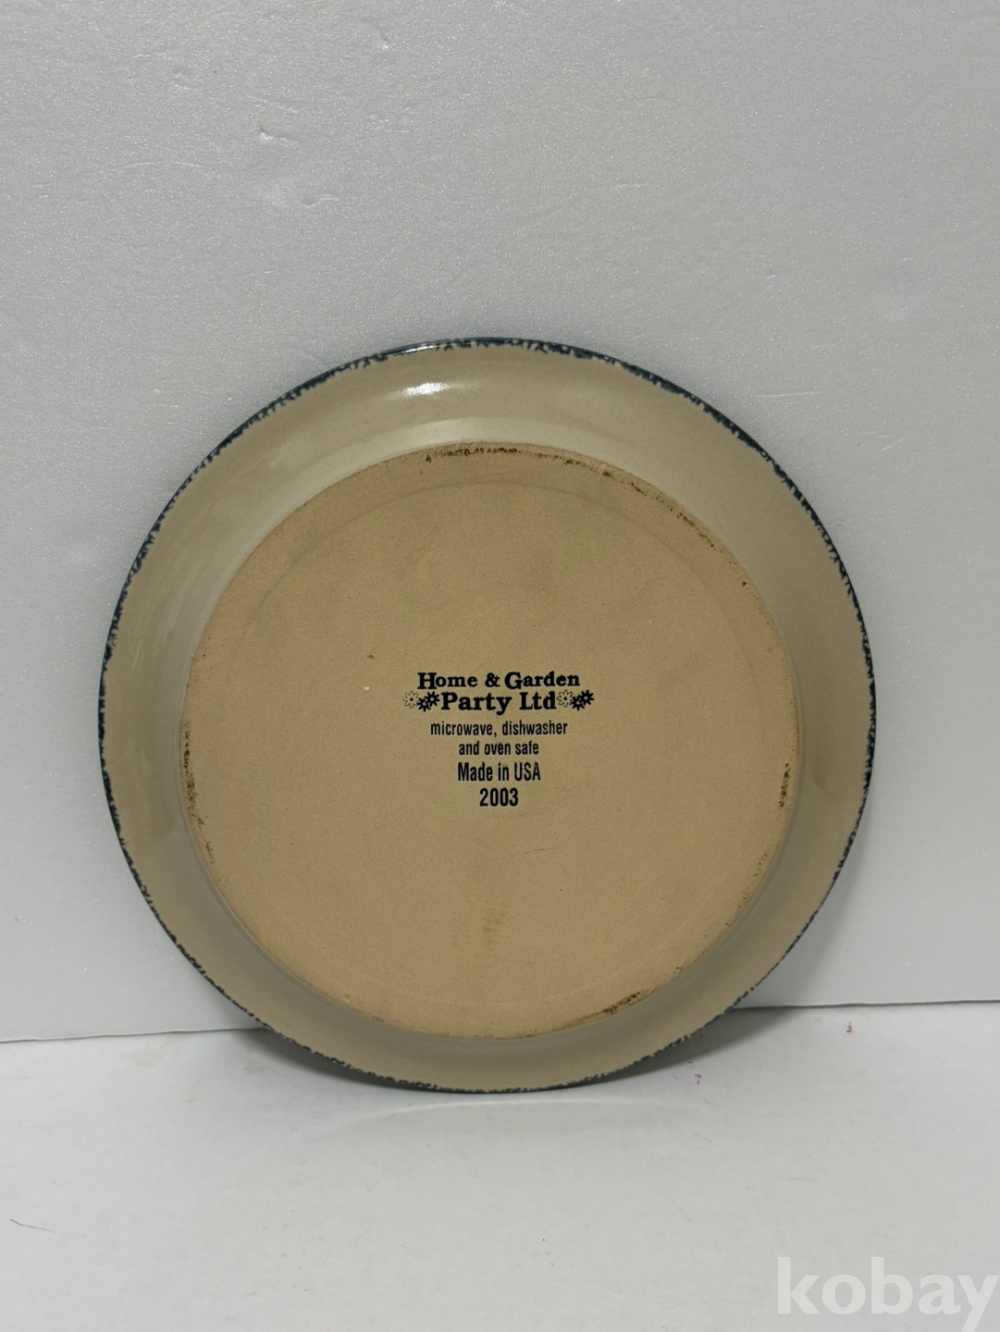 Home & Garden
Party Ltd
microwave, dishwasher
and oven safe
Made in USA
2003
kobay